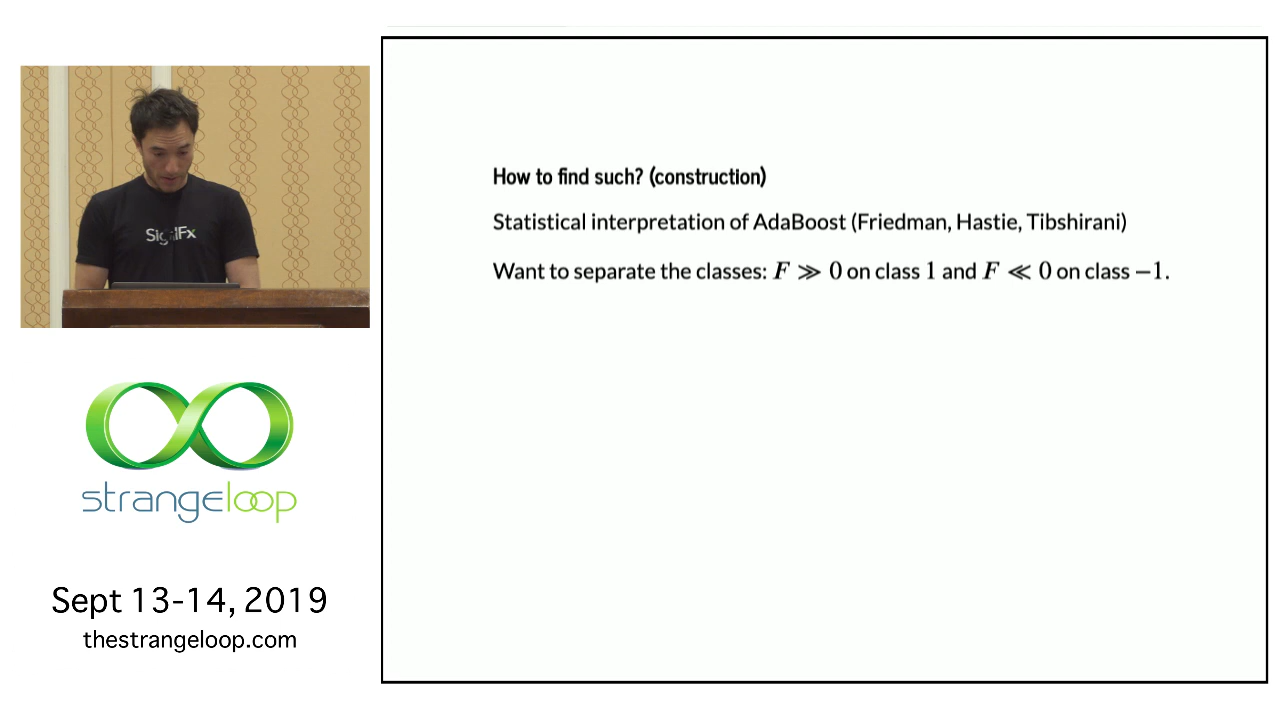 How to find such? (construction)
Statistical interpretation of AdaBoost (Friedman, Hastie, Tibshirani)
Want to separate the classes: F ≫ 0 on class 1 and F ≪ 0 on class −1.
SignalFx
strangeloop
Sept 13-14, 2019
thestrangeloop.com